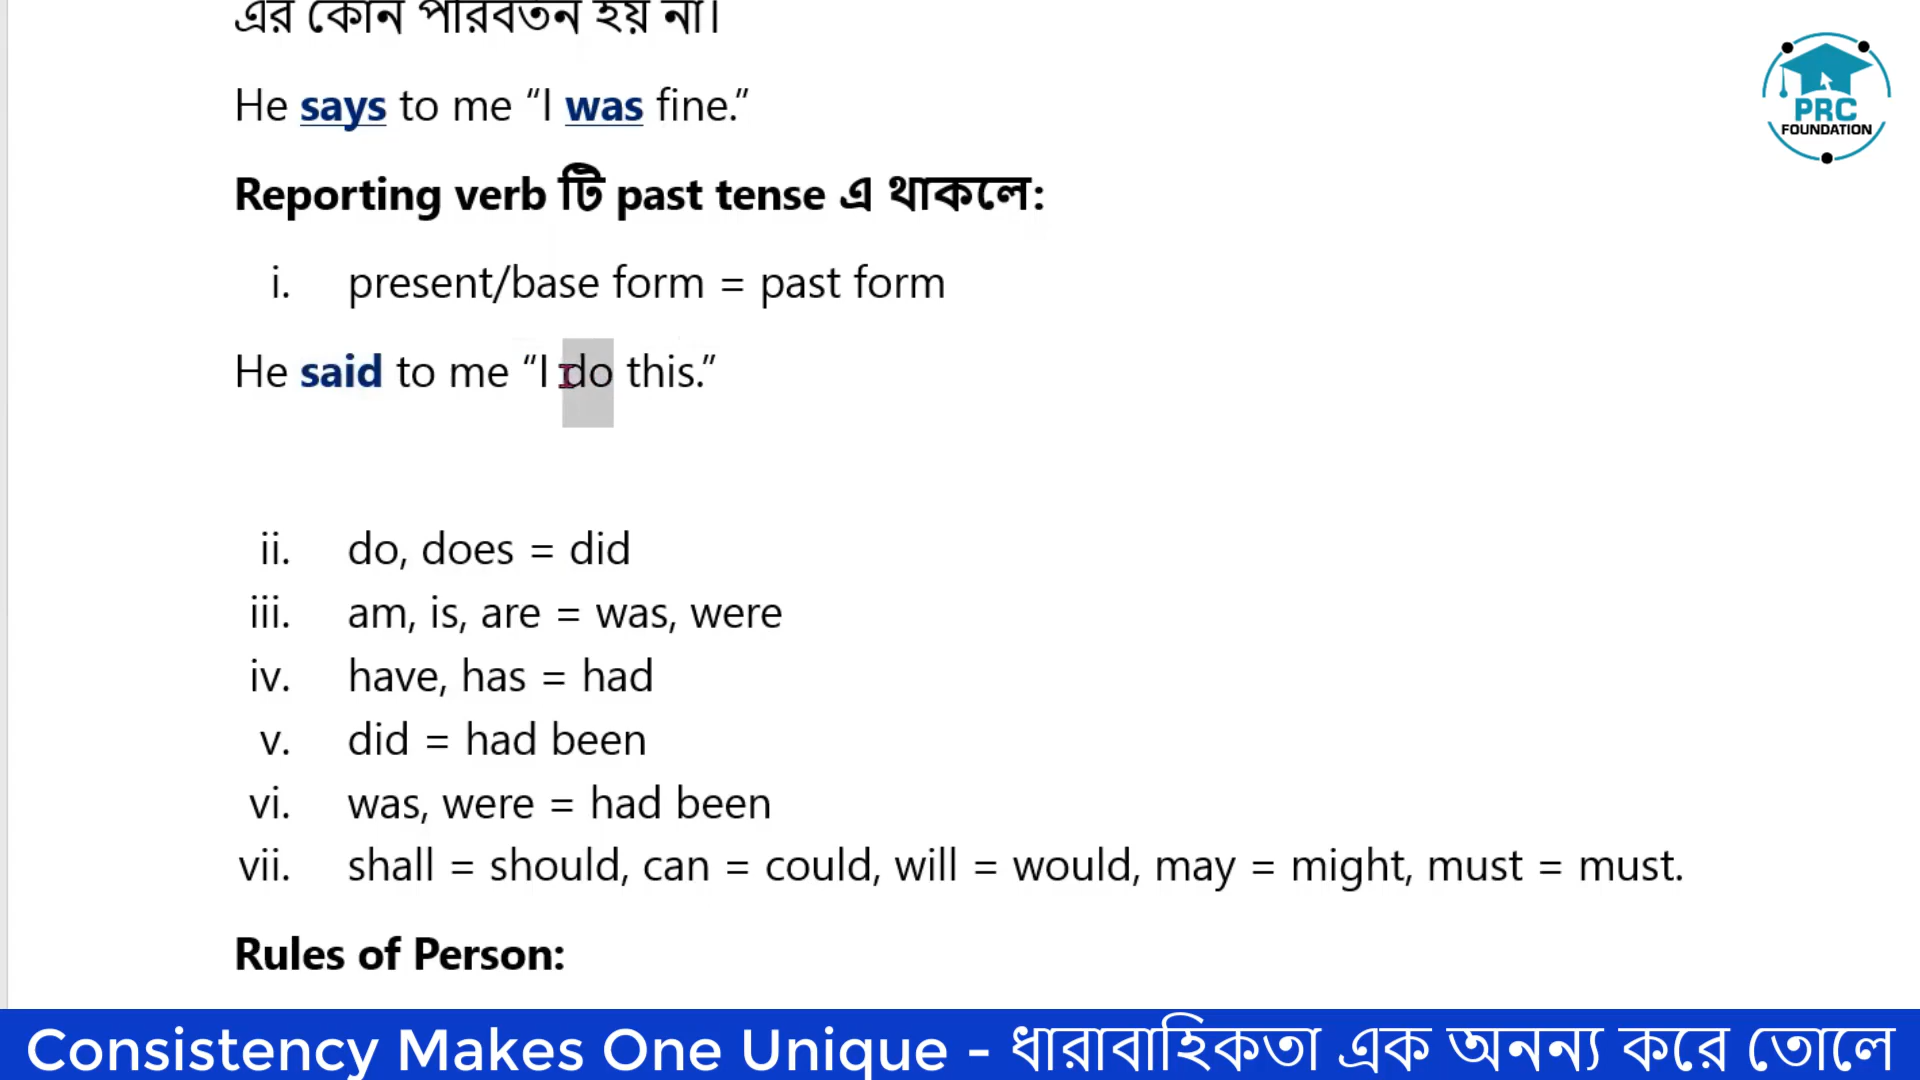 এর কোন পরিবর্তন হয় না।
He says to me “I was fine.”
PRC
FOUNDATION
Reporting verb টি past tense এ থাকলে:
i. present/base form = past form
He said to me “I do this.”
ii. do, does = did
iii. am, is, are = was, were
iv. have, has = had
v. did = had been
vi. was, were = had been
vii. shall = should, can = could, will = would, may = might, must = must.
Rules of Person:
Consistency Makes One Unique - ধারাবাহিকতা এক অনন্য করে তোলে